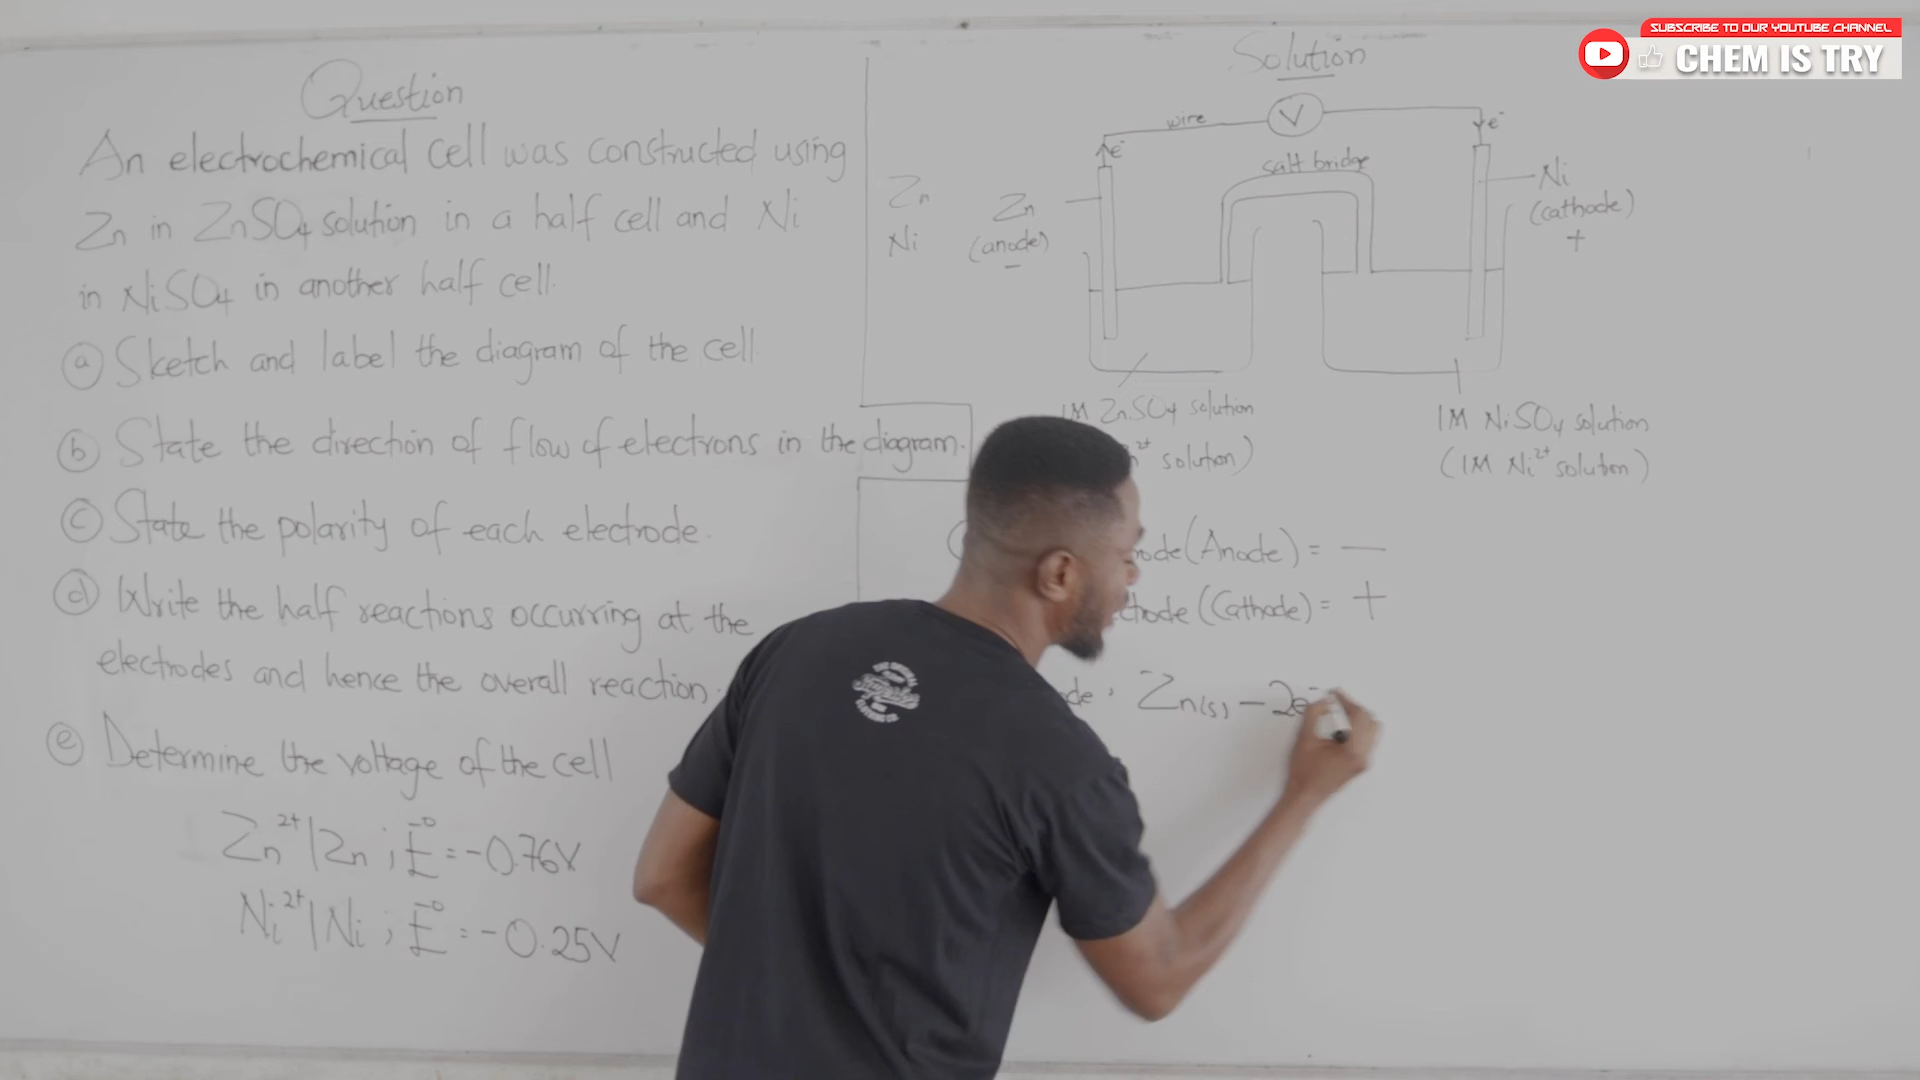 SUBSCRIBE TO OUR YOUTUBE CHANNEL
CHEM IS TRY
Question
An electrochemical cell was constructed using
Zn in ZnSO4 solution in a half cell and Ni
in NiSO4 in another half cell.
(a) Sketch and label the diagram of the cell
(b) State the direction of flow of electrons in the diagram.
(c) State the polarity of each electrode.
(d) Write the half reactions occurring at the
electrodes and hence the overall reaction.
(e) Determine the voltage of the cell
Zn²⁺|Zn ; E⁰ = -0.76V
Ni²⁺|Ni ; E⁰ = -0.25V
Zn
Ni
Solution
wire
V
e⁻
e⁻
salt bridge
Zn
(anode)
-
Ni
(cathode)
+
1M ZnSO4 solution
solution)
1M NiSO4 solution
(1M Ni²⁺ solution)
(Anode) = -
(Cathode) = +
Zn(s) - 2e⁻